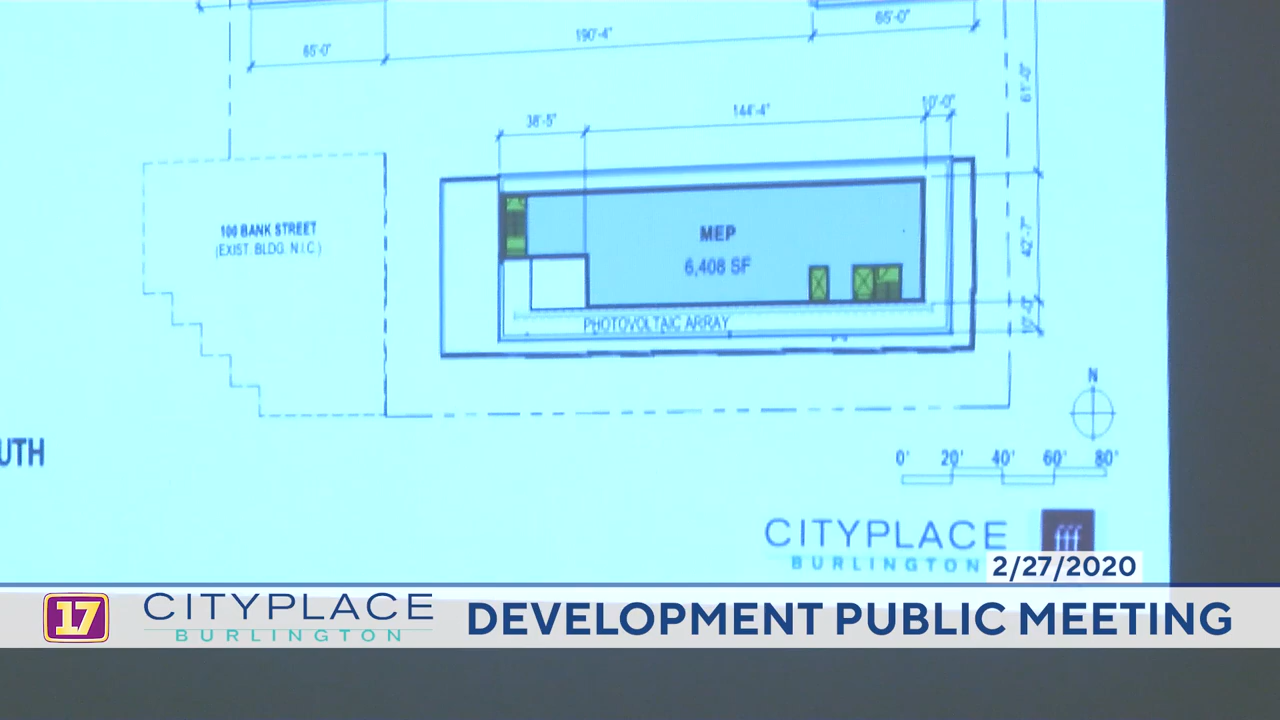 65'-0"
190'-4"
65'-0"
61'-0"
38'-5"
144'-4"
10'-0"
100 BANK STREET
(EXIST. BLDG. N.I.C.)
MEP
6,408 SF
42'-7"
10'-0"
PHOTOVOLTAIC ARRAY
N
UTH
0' 20' 40' 60' 80'
CITYPLACE
BURLINGTON
fff
2/27/2020
17
CITYPLACE
BURLINGTON
DEVELOPMENT PUBLIC MEETING